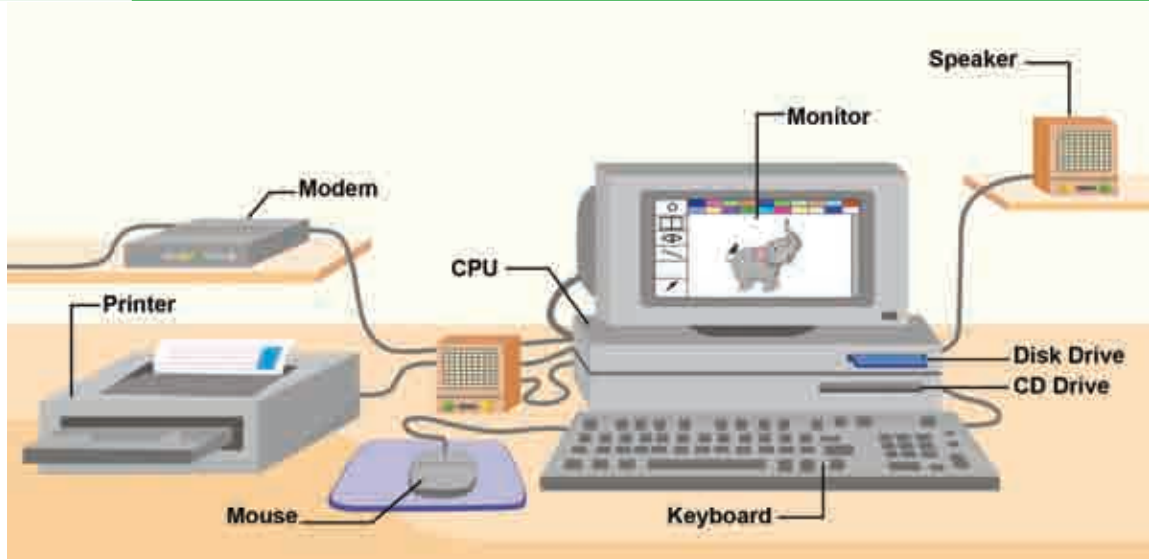 Speaker
Monitor
Modem
CPU
Printer
Disk Drive
CD Drive
Mouse
Keyboard